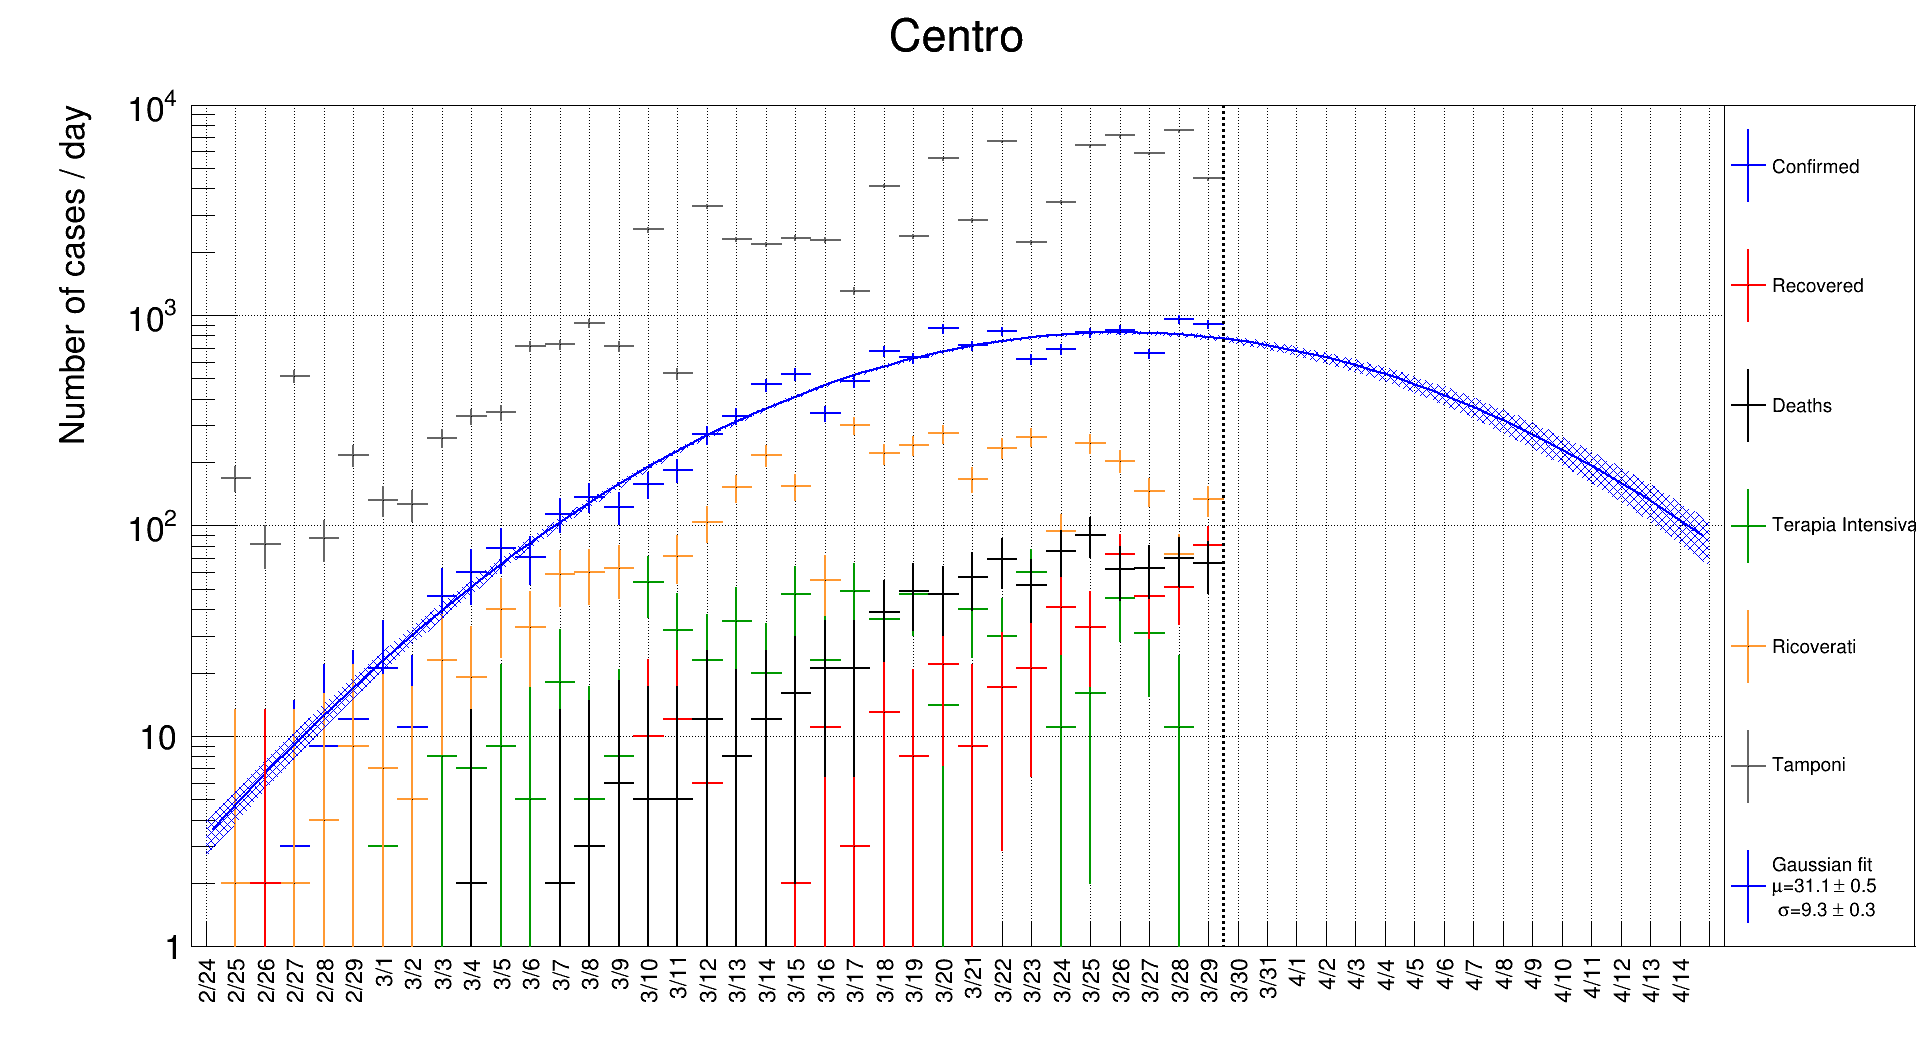 Centro
Number of cases / day
10^4
10^3
10^2
10
1
2/24 2/25 2/26 2/27 2/28 2/29 3/1 3/2 3/3 3/4 3/5 3/6 3/7 3/8 3/9 3/10 3/11 3/12 3/13 3/14 3/15 3/16 3/17 3/18 3/19 3/20 3/21 3/22 3/23 3/24 3/25 3/26 3/27 3/28 3/29 3/30 3/31 4/1 4/2 4/3 4/4 4/5 4/6 4/7 4/8 4/9 4/10 4/11 4/12 4/13 4/14
Confirmed
Recovered
Deaths
Terapia Intensiva
Ricoverati
Tamponi
Gaussian fit
μ=31.1 ± 0.5
σ=9.3 ± 0.3